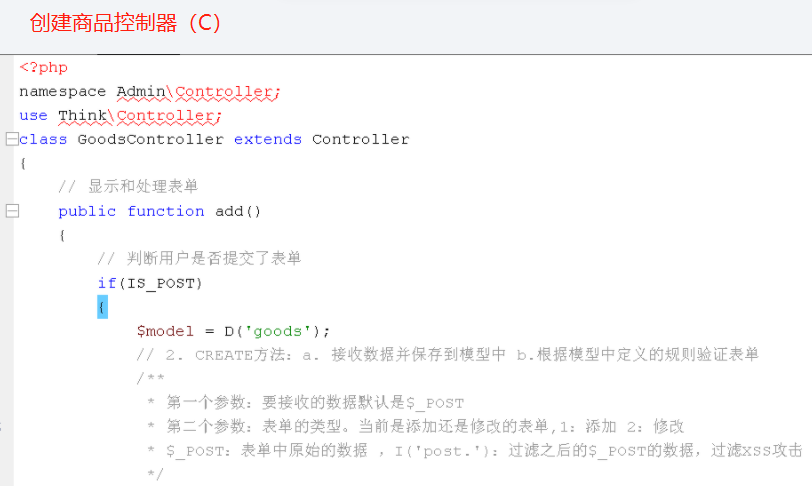 创建商品控制器（C）
<?php
namespace Admin\Controller;
use Think\Controller;
class GoodsController extends Controller
{
// 显示和处理表单
public function add()
{
// 判断用户是否提交了表单
if(IS_POST)
{
$model = D('goods');
// 2. CREATE方法：a. 接收数据并保存到模型中 b.根据模型中定义的规则验证表单
/**
* 第一个参数：要接收的数据默认是$_POST
* 第二个参数：表单的类型。当前是添加还是修改的表单,1：添加 2：修改
* $_POST：表单中原始的数据 ，I('post.')：过滤之后的$_POST的数据，过滤XSS攻击
*/